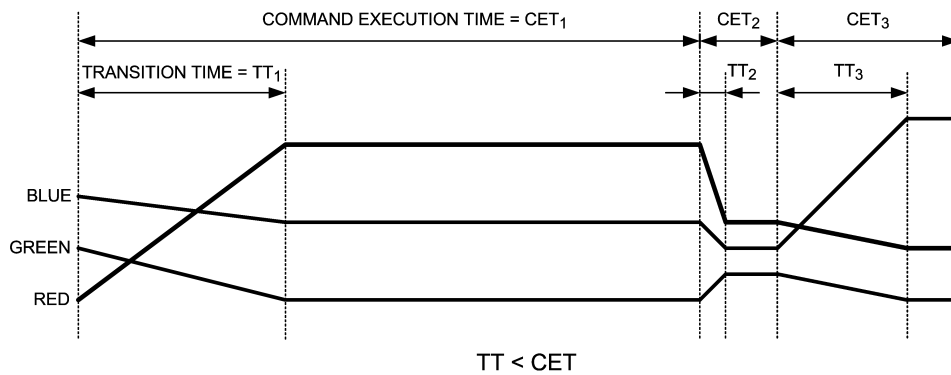 COMMAND EXECUTION TIME = CET₁
CET₂
CET₃
TRANSITION TIME = TT₁
TT₂
TT₃
BLUE
GREEN
RED
TT < CET